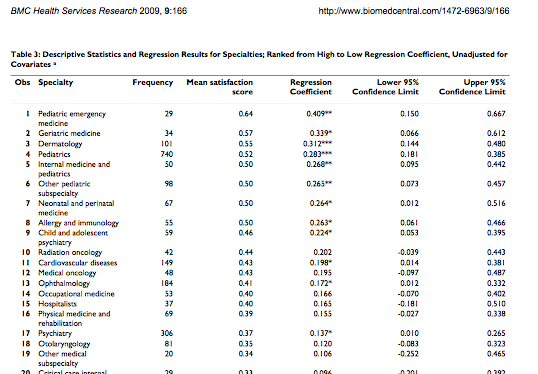 BMC Health Services Research 2009, 9:166 http://www.biomedcentral.com/1472-6963/9/166
Table 3: Descriptive Statistics and Regression Results for Specialties; Ranked from High to Low Regression Coefficient, Unadjusted for
Covariates a
Obs Specialty Frequency Mean satisfaction Regression Lower 95% Upper 95%
score Coefficient Confidence Limit Confidence Limit
1 Pediatric emergency 29 0.64 0.409** 0.150 0.667
medicine
2 Geriatric medicine 34 0.57 0.339* 0.066 0.612
3 Dermatology 101 0.55 0.312*** 0.144 0.480
4 Pediatrics 740 0.52 0.283*** 0.181 0.385
5 Internal medicine and 50 0.50 0.268** 0.095 0.442
pediatrics
6 Other pediatric 98 0.50 0.265** 0.073 0.457
subspecialty
7 Neonatal and perinatal 67 0.50 0.264* 0.012 0.516
medicine
8 Allergy and immunology 55 0.50 0.263* 0.061 0.466
9 Child and adolescent 59 0.46 0.224* 0.053 0.395
psychiatry
10 Radiation oncology 42 0.44 0.202 -0.039 0.443
11 Cardiovascular diseases 149 0.43 0.198* 0.014 0.381
12 Medical oncology 48 0.43 0.195 -0.097 0.487
13 Ophthalmology 184 0.41 0.172* 0.012 0.332
14 Occupational medicine 53 0.40 0.166 -0.070 0.402
15 Hospitalists 37 0.40 0.165 -0.181 0.510
16 Physical medicine and 69 0.39 0.155 -0.027 0.338
rehabilitation
17 Psychiatry 306 0.37 0.137* 0.010 0.265
18 Otolaryngology 81 0.35 0.120 -0.083 0.323
19 Other medical 20 0.34 0.106 -0.252 0.465
subspecialty
20 Critical care internal 29 0.33 0.096 -0.201 0.392